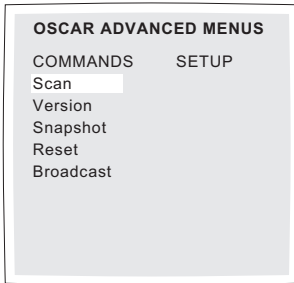 OSCAR ADVANCED MENUS
COMMANDS SETUP
Scan
Version
Snapshot
Reset
Broadcast